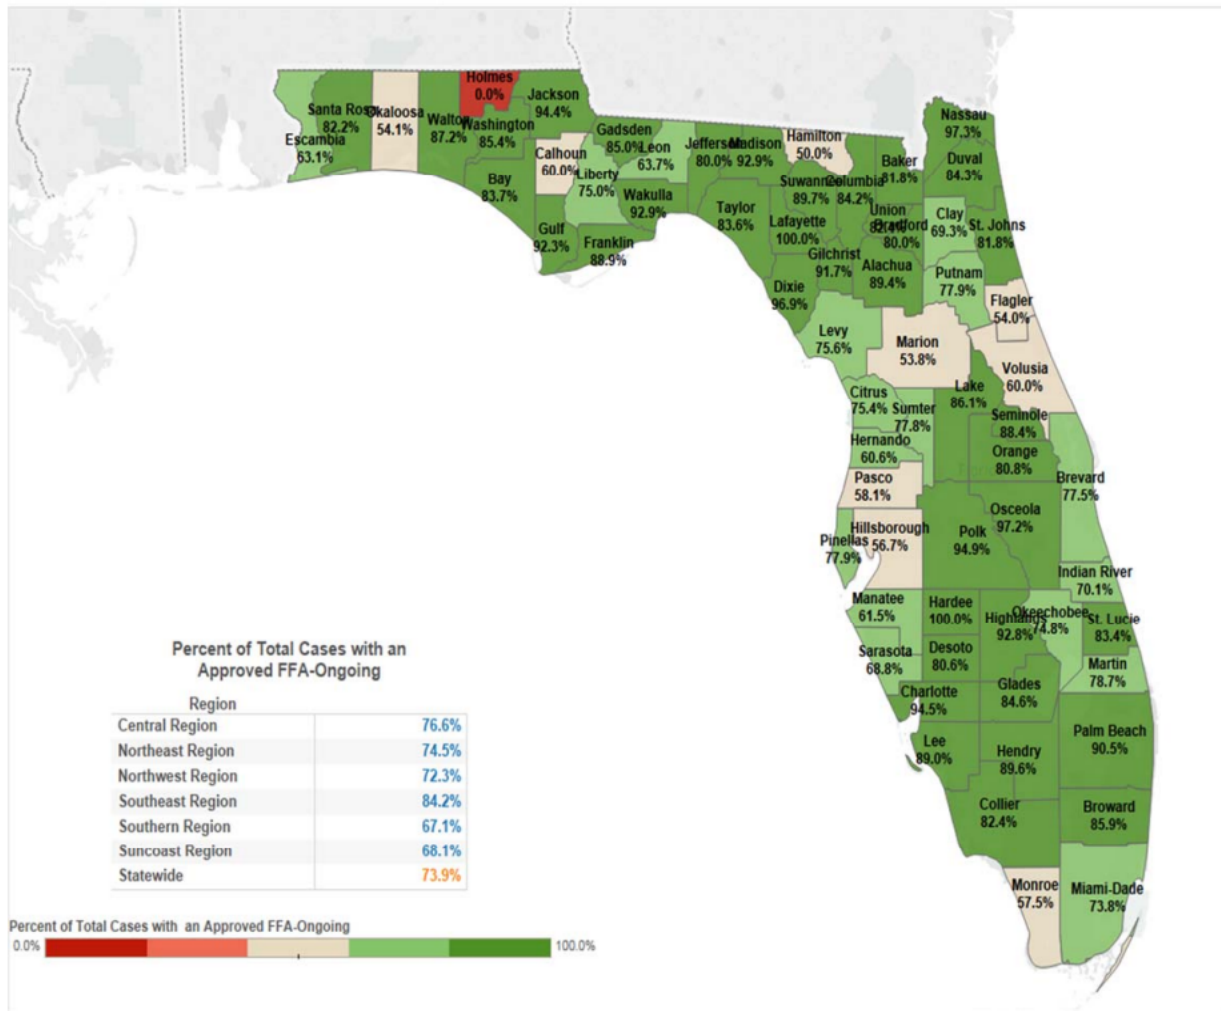 Holmes
0.0%
Jackson
94.4%
Santa Rosa
82.2%
Okaloosa
54.1%
Walton
87.2%
Washington
85.4%
Escambia
63.1%
Calhoun
60.0%
Gadsden
85.0%
Leon
63.7%
Jefferson
80.0%
Madison
92.9%
Hamilton
50.0%
Nassau
97.3%
Duval
84.3%
Baker
81.8%
Bay
83.7%
Liberty
75.0%
Wakulla
92.9%
Taylor
83.6%
Suwannee
89.7%
Columbia
84.2%
Union
82.4%
Bradford
80.0%
Clay
69.3%
St. Johns
81.8%
Gulf
92.3%
Franklin
88.9%
Lafayette
100.0%
Gilchrist
91.7%
Alachua
89.4%
Putnam
77.9%
Dixie
96.9%
Flagler
54.0%
Levy
75.6%
Marion
53.8%
Volusia
60.0%
Lake
86.1%
Citrus
75.4%
Sumter
77.8%
Seminole
88.4%
Hernando
60.6%
Orange
80.8%
Pasco
58.1%
Brevard
77.5%
Osceola
97.2%
Hillsborough
56.7%
Pinellas
77.9%
Polk
94.9%
Indian River
70.1%
Manatee
61.5%
Hardee
100.0%
Highlands
92.8%
Okeechobee
74.8%
St. Lucie
83.4%
Sarasota
68.8%
Desoto
80.6%
Martin
78.7%
Charlotte
94.5%
Glades
84.6%
Lee
89.0%
Hendry
89.6%
Palm Beach
90.5%
Collier
82.4%
Broward
85.9%
Monroe
57.5%
Miami-Dade
73.8%
Percent of Total Cases with an
Approved FFA-Ongoing
Region
Central Region 76.6%
Northeast Region 74.5%
Northwest Region 72.3%
Southeast Region 84.2%
Southern Region 67.1%
Suncoast Region 68.1%
Statewide 73.9%
Percent of Total Cases with an Approved FFA-Ongoing
0.0% 100.0%